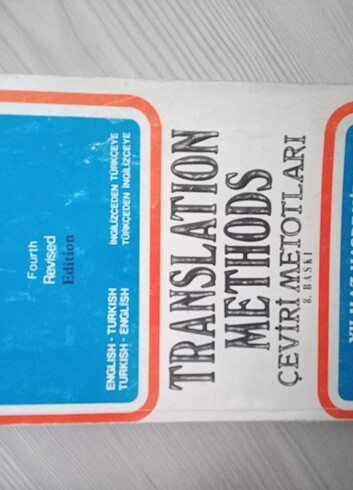 Fourth
Revised
Edition
ENGLISH - TURKISH İNGİLİZCEDEN TÜRKÇEYE
TURKISH - ENGLISH TÜRKÇEDEN İNGİLİZCEYE
TRANSLATION
METHODS
ÇEVİRİ METOTLARI
8. BASKI